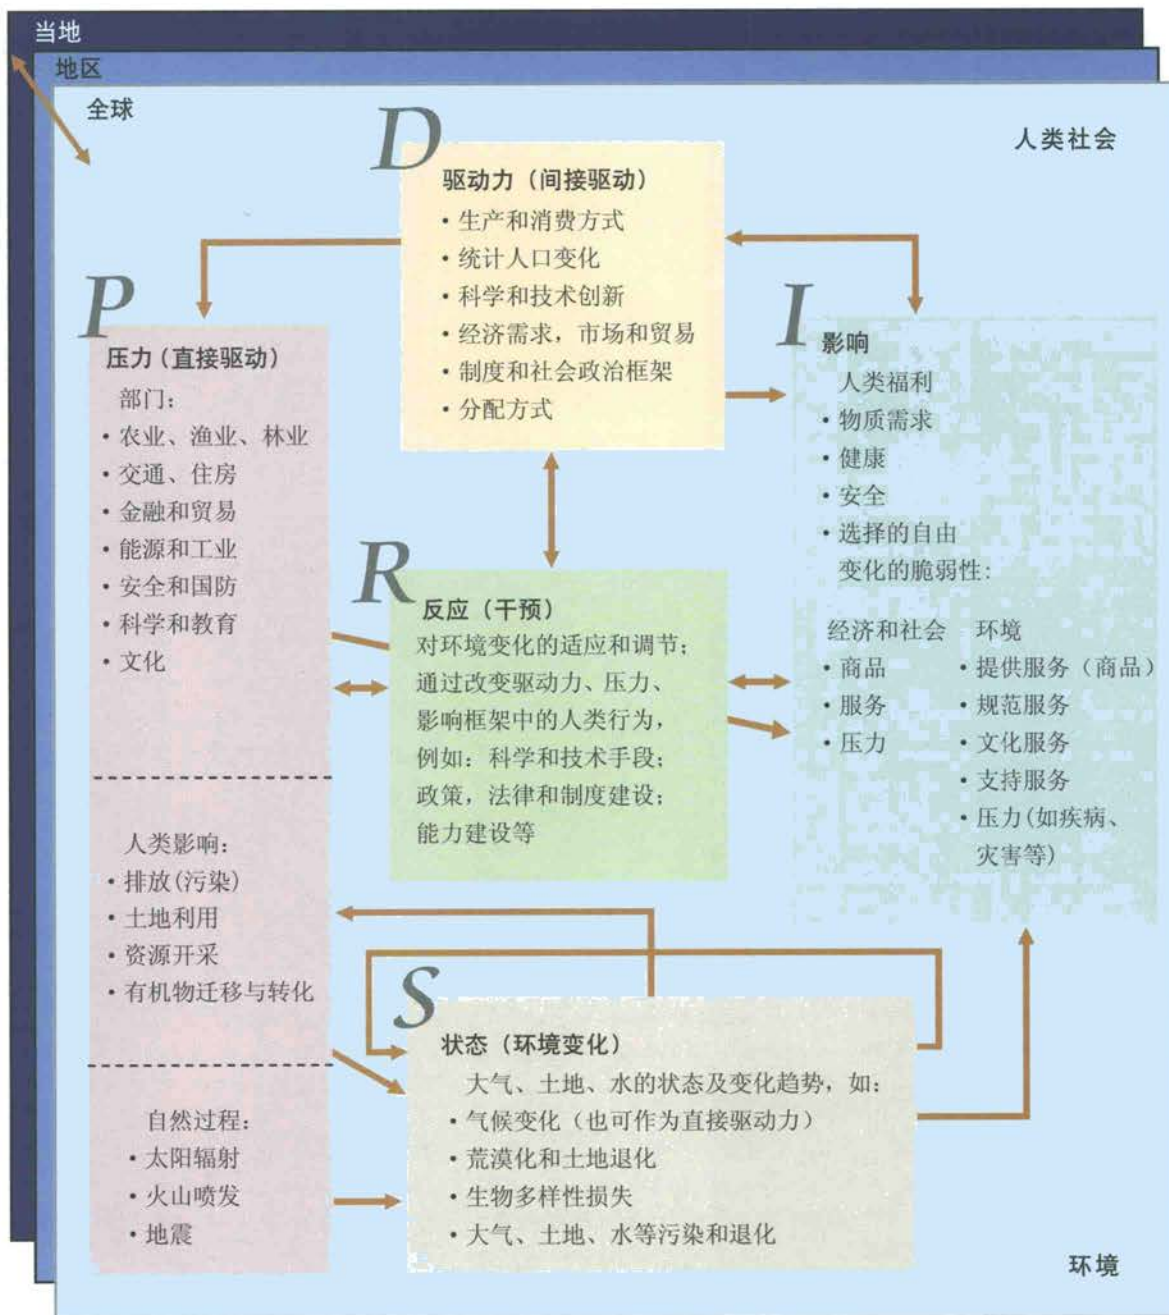 当地
地区
全球
人类社会
D
驱动力（间接驱动）
• 生产和消费方式
• 统计人口变化
• 科学和技术创新
• 经济需求，市场和贸易
• 制度和社会政治框架
• 分配方式
P
压力（直接驱动）
部门：
• 农业、渔业、林业
• 交通、住房
• 金融和贸易
• 能源和工业
• 安全和国防
• 科学和教育
• 文化
人类影响：
• 排放(污染)
• 土地利用
• 资源开采
• 有机物迁移与转化
自然过程：
• 太阳辐射
• 火山喷发
• 地震
R
反应（干预）
对环境变化的适应和调节；
通过改变驱动力、压力、
影响框架中的人类行为，
例如：科学和技术手段；
政策，法律和制度建设；
能力建设等
I
影响
人类福利
• 物质需求
• 健康
• 安全
• 选择的自由
变化的脆弱性：
经济和社会
• 商品
• 服务
• 压力
环境
• 提供服务（商品）
• 规范服务
• 文化服务
• 支持服务
• 压力(如疾病、
灾害等)
S
状态（环境变化）
大气、土地、水的状态及变化趋势，如：
• 气候变化（也可作为直接驱动力）
• 荒漠化和土地退化
• 生物多样性损失
• 大气、土地、水等污染和退化
环境